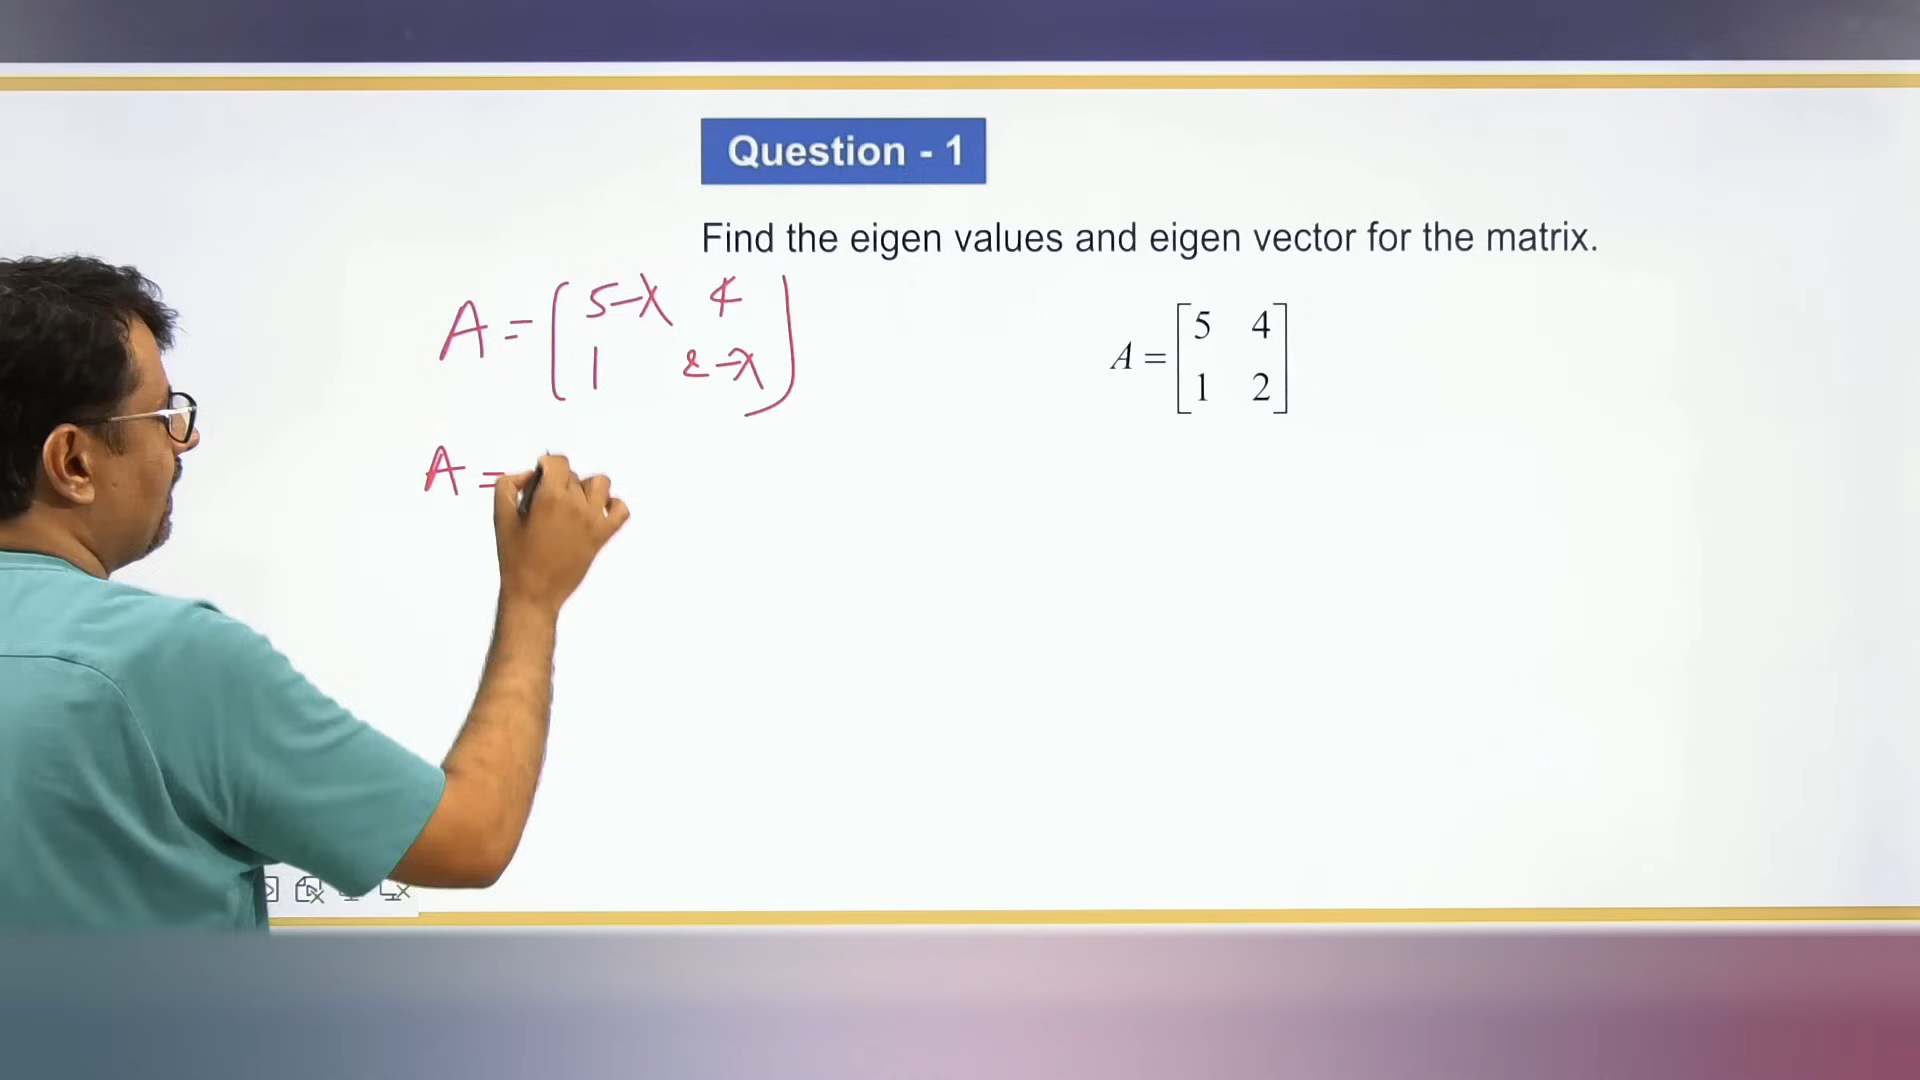 Question - 1
Find the eigen values and eigen vector for the matrix.
A = [5-λ 4
1 2-λ]
A = [5 4
1 2]
A =